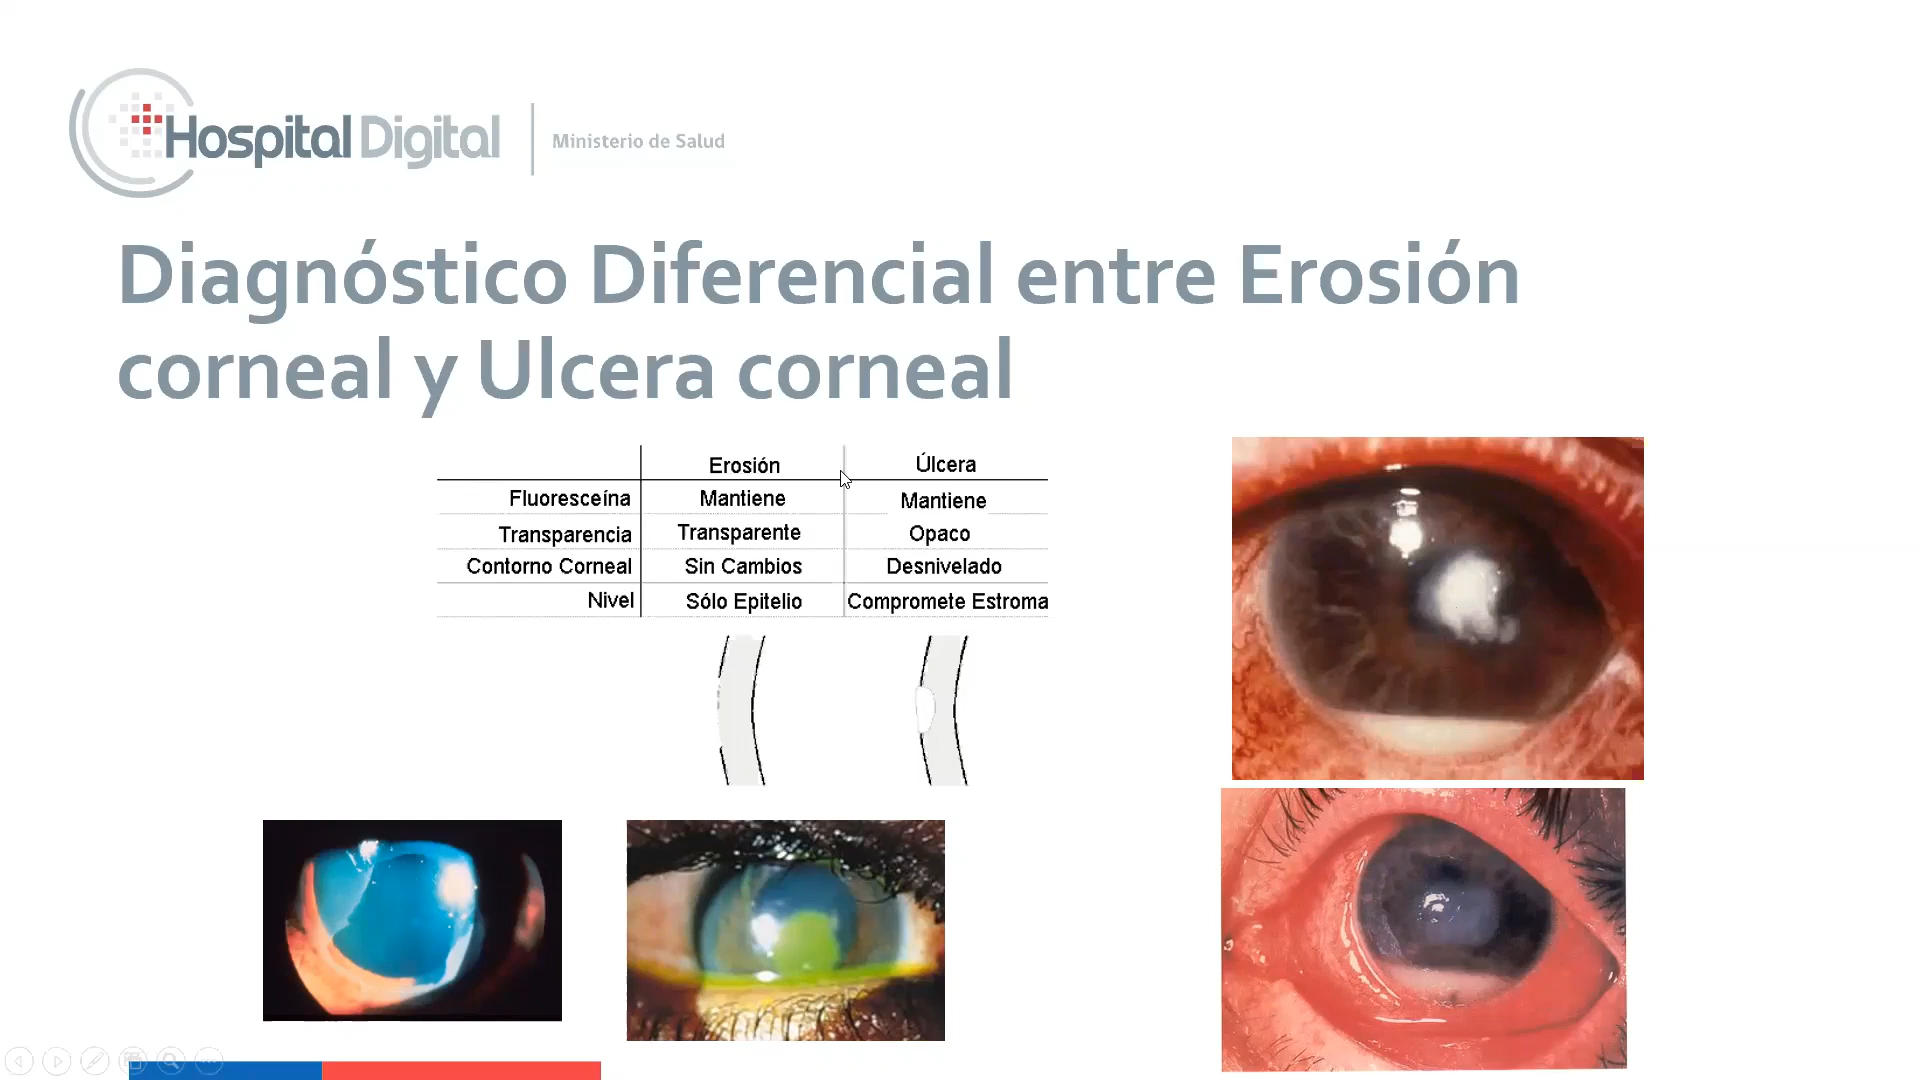 Hospital Digital
Ministerio de Salud
Diagnóstico Diferencial entre Erosión
corneal y Ulcera corneal
Erosión Úlcera
Fluoresceína Mantiene Mantiene
Transparencia Transparente Opaco
Contorno Corneal Sin Cambios Desnivelado
Nivel Sólo Epitelio Compromete Estroma